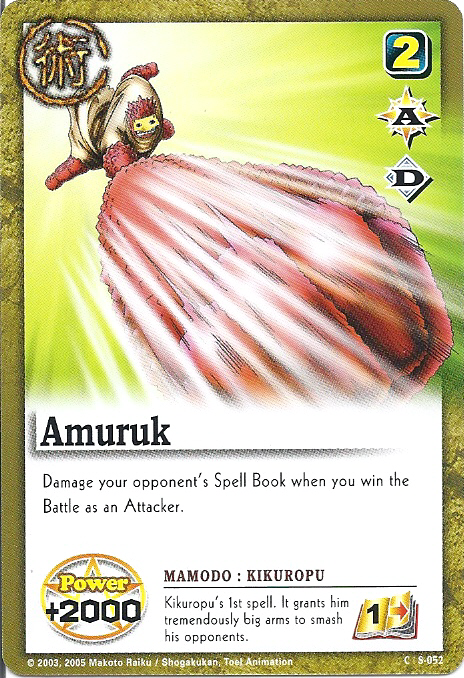 術
2
A
D
Amuruk
Damage your opponent's Spell Book when you win the
Battle as an Attacker.
Power
+2000
MAMODO : KIKUROPU
Kikuropu's 1st spell. It grants him
tremendously big arms to smash
his opponents.
1
© 2003, 2005 Makoto Raiku / Shogakukan, Toei Animation
C : S-052